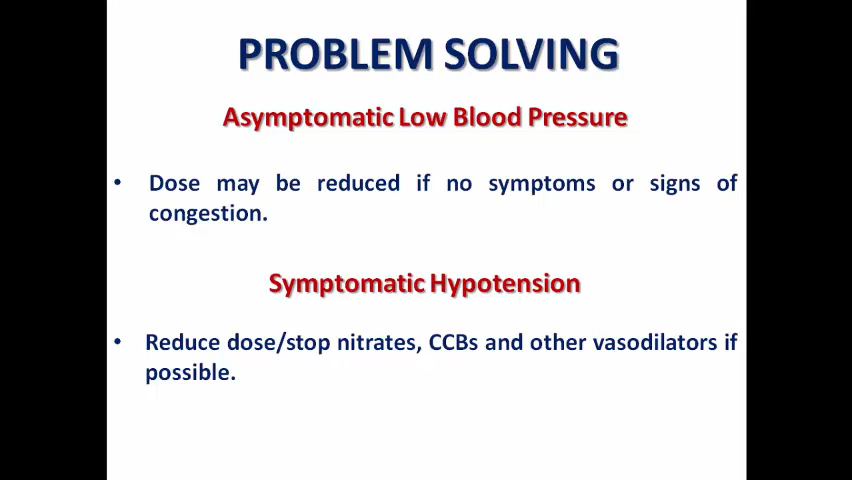 PROBLEM SOLVING
Asymptomatic Low Blood Pressure
• Dose may be reduced if no symptoms or signs of
congestion.
Symptomatic Hypotension
• Reduce dose/stop nitrates, CCBs and other vasodilators if
possible.